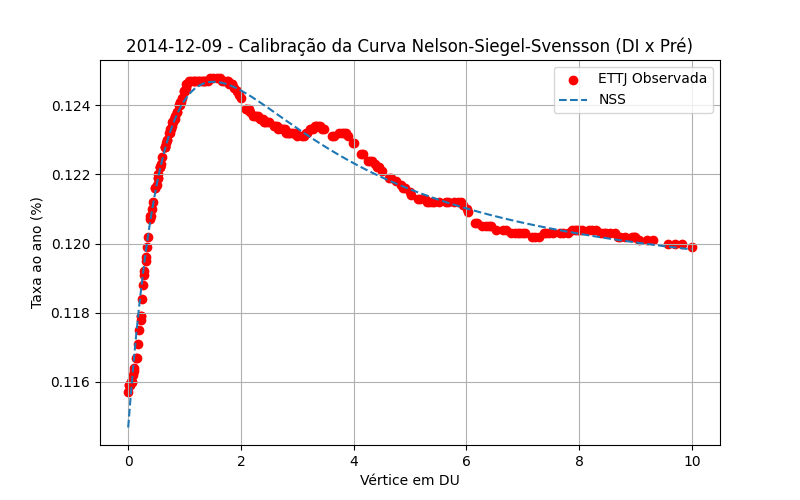 2014-12-09 - Calibração da Curva Nelson-Siegel-Svensson (DI x Pré)
ETTJ Observada
NSS
Taxa ao ano (%)
0.124
0.122
0.120
0.118
0.116
0 2 4 6 8 10
Vértice em DU